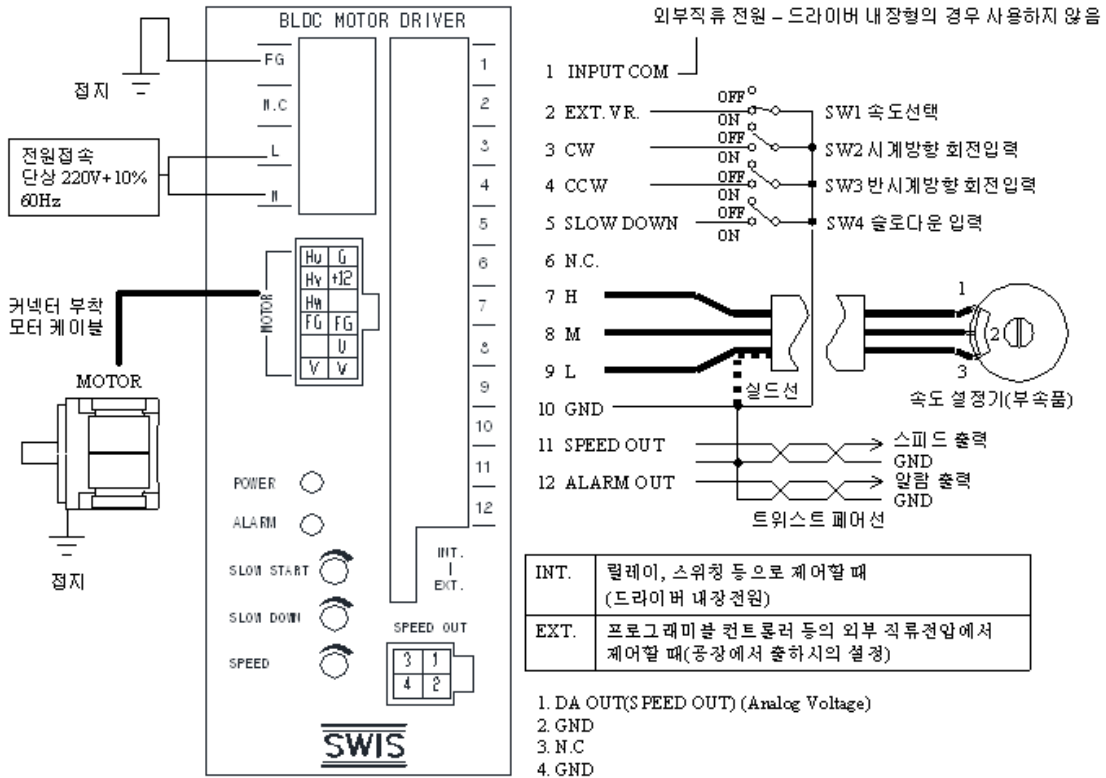 외부직류 전원 – 드라이버 내장형의 경우 사용하지 않음
BLDC MOTOR DRIVER
FG
N.C
L
N
접지
전원접속
단상 220V+10%
60Hz
1
2
3
4
5
6
7
8
9
10
11
12
MOTOR
Hu G
Hv +12
Hw
FG FG
U
V W
커넥터 부착
모터 케이블
MOTOR
접지
POWER
ALARM
SLOW START
SLOW DOWN
SPEED
INT.
EXT.
SPEED OUT
3 1
4 2
SWIS
1 INPUT COM
2 EXT. VR. OFF ON SW1 속도선택
3 CW OFF ON SW2 시계방향 회전입력
4 CCW OFF ON SW3 반시계방향 회전입력
5 SLOW DOWN OFF ON SW4 슬로다운 입력
6 N.C.
7 H
8 M
9 L
1
2
3
실드선
속도 설정기(부속품)
10 GND
11 SPEED OUT 스피드 출력
GND
12 ALARM OUT 알람 출력
GND
트위스트 페어선
INT. 릴레이, 스위칭 등으로 제어할 때
(드라이버 내장전원)
EXT. 프로그래미블 컨트롤러 등의 외부 직류전압에서
제어할 때(공장에서 출하시의 설정)
1. DA OUT(SPEED OUT) (Analog Voltage)
2. GND
3. N.C
4. GND